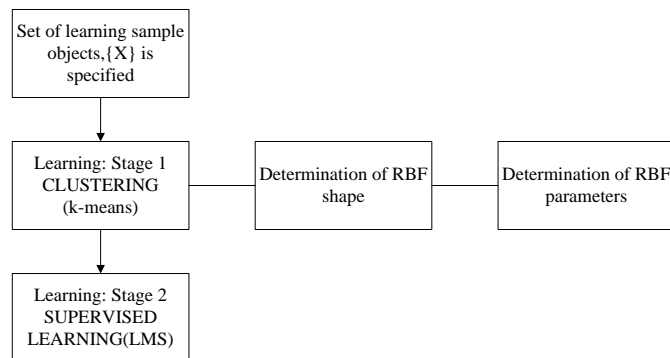 Set of learning sample
objects,{X} is
specified
Learning: Stage 1
CLUSTERING
(k-means)
Determination of RBF
shape
Determination of RBF
parameters
Learning: Stage 2
SUPERVISED
LEARNING(LMS)